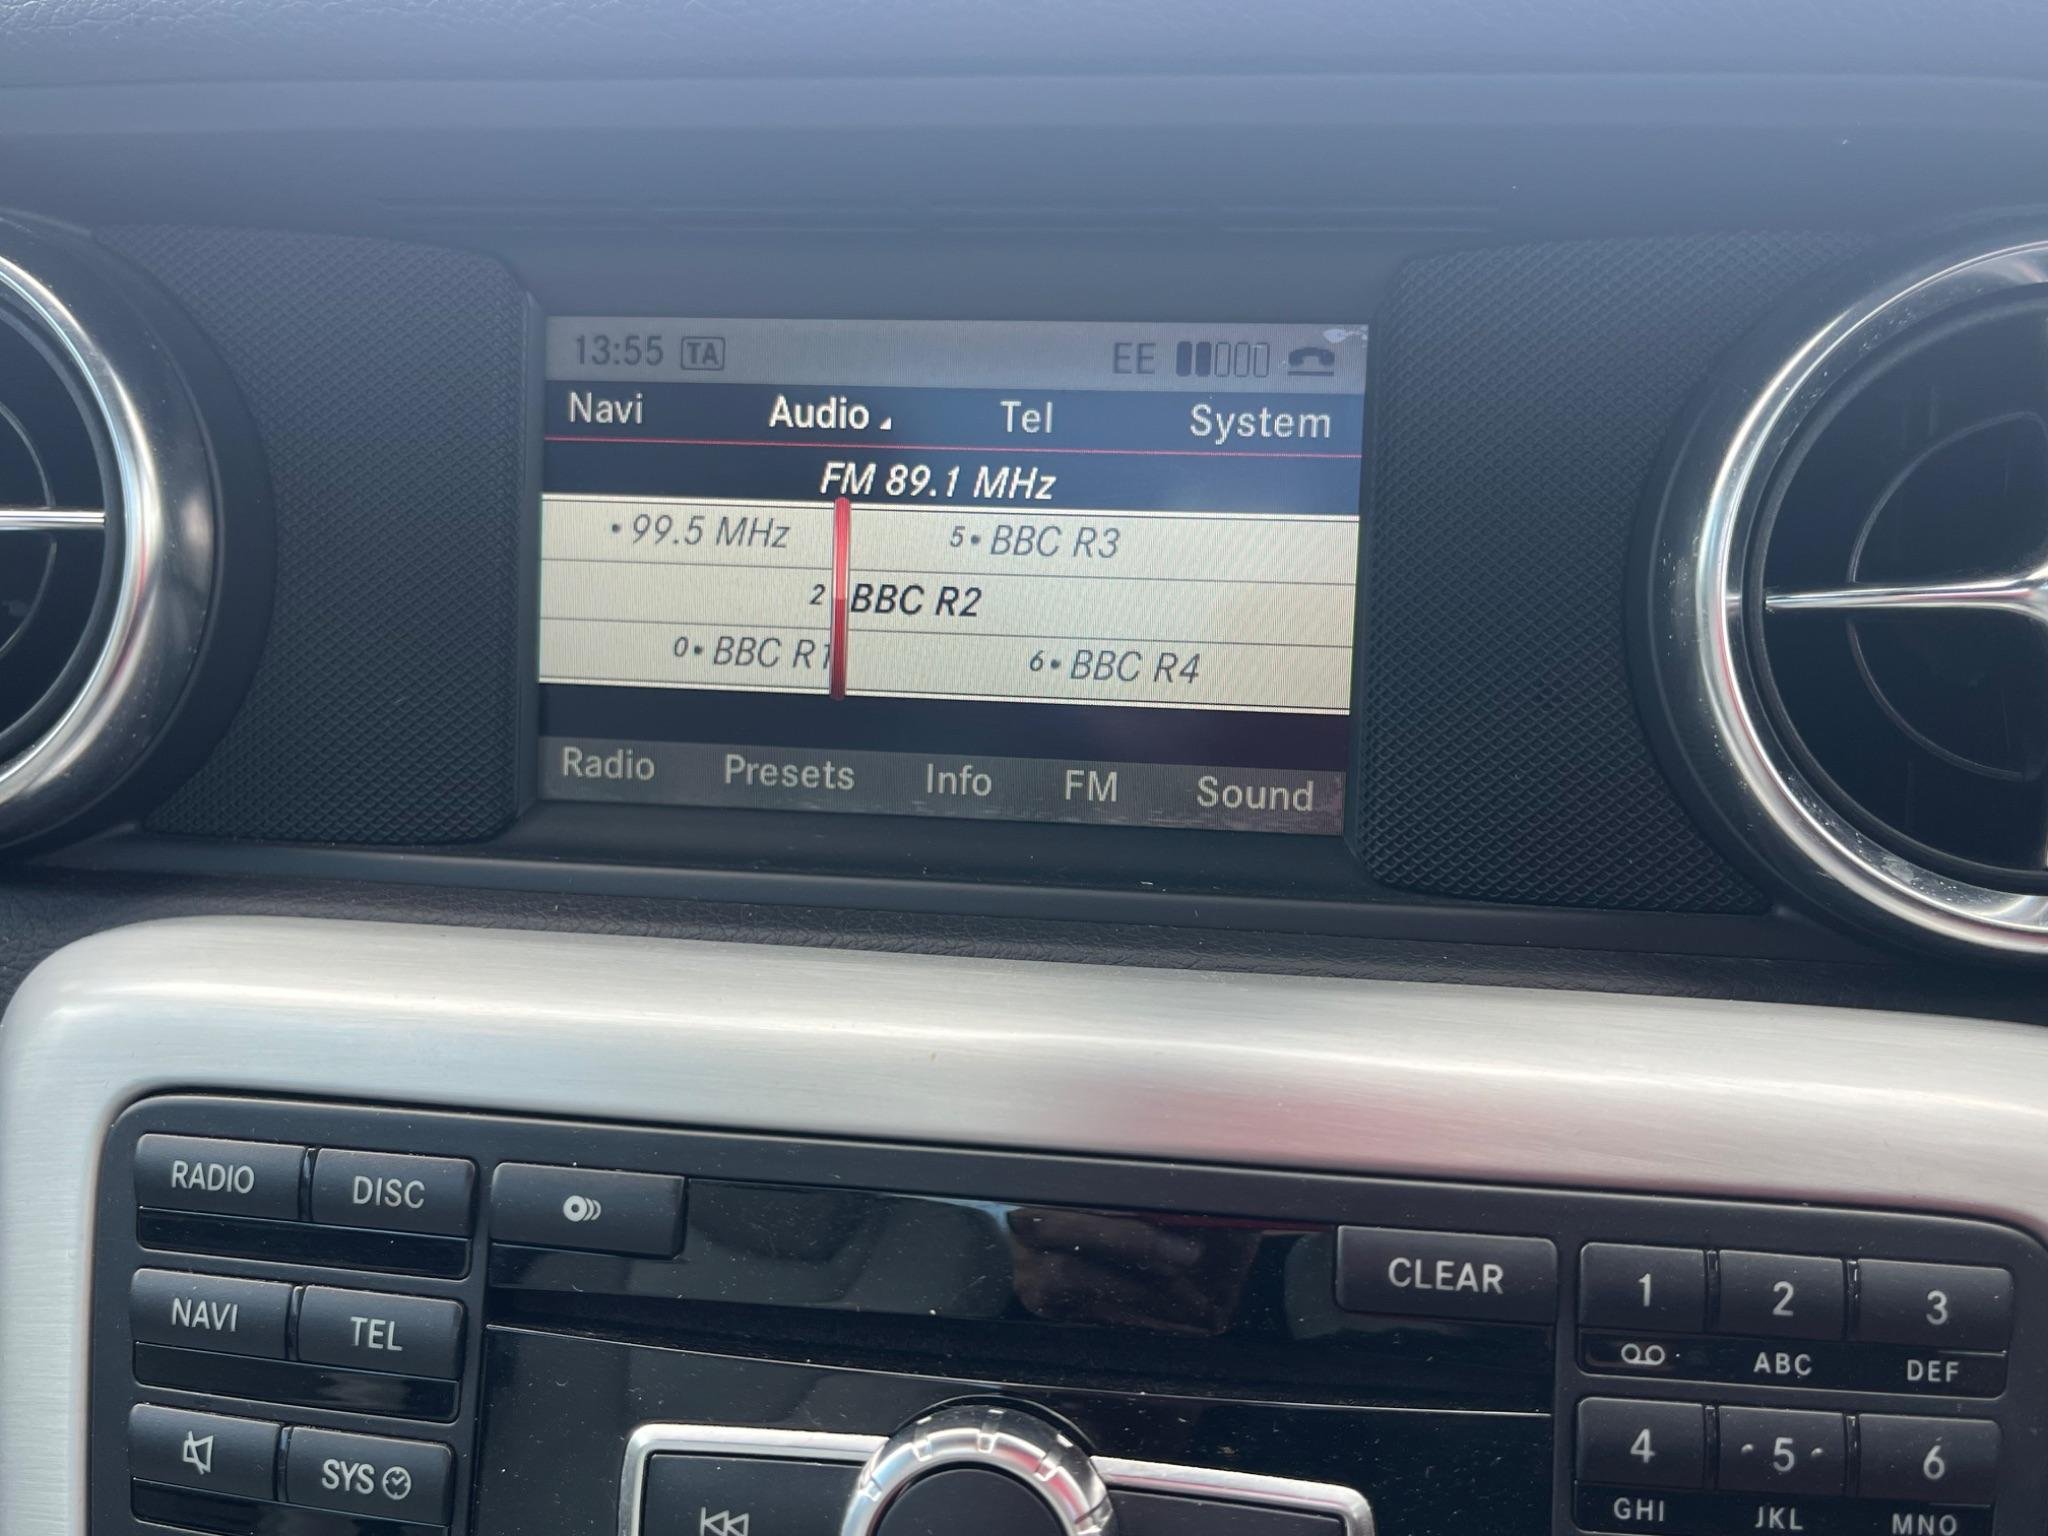 13:55 TA EE
Navi Audio Tel System
FM 89.1 MHz
• 99.5 MHz 5• BBC R3
2 BBC R2
0• BBC R1 6• BBC R4
Radio Presets Info FM Sound
RADIO DISC
CLEAR 1 2 3
ABC DEF
NAVI TEL
4 5 6
SYS
GHI JKL MNO